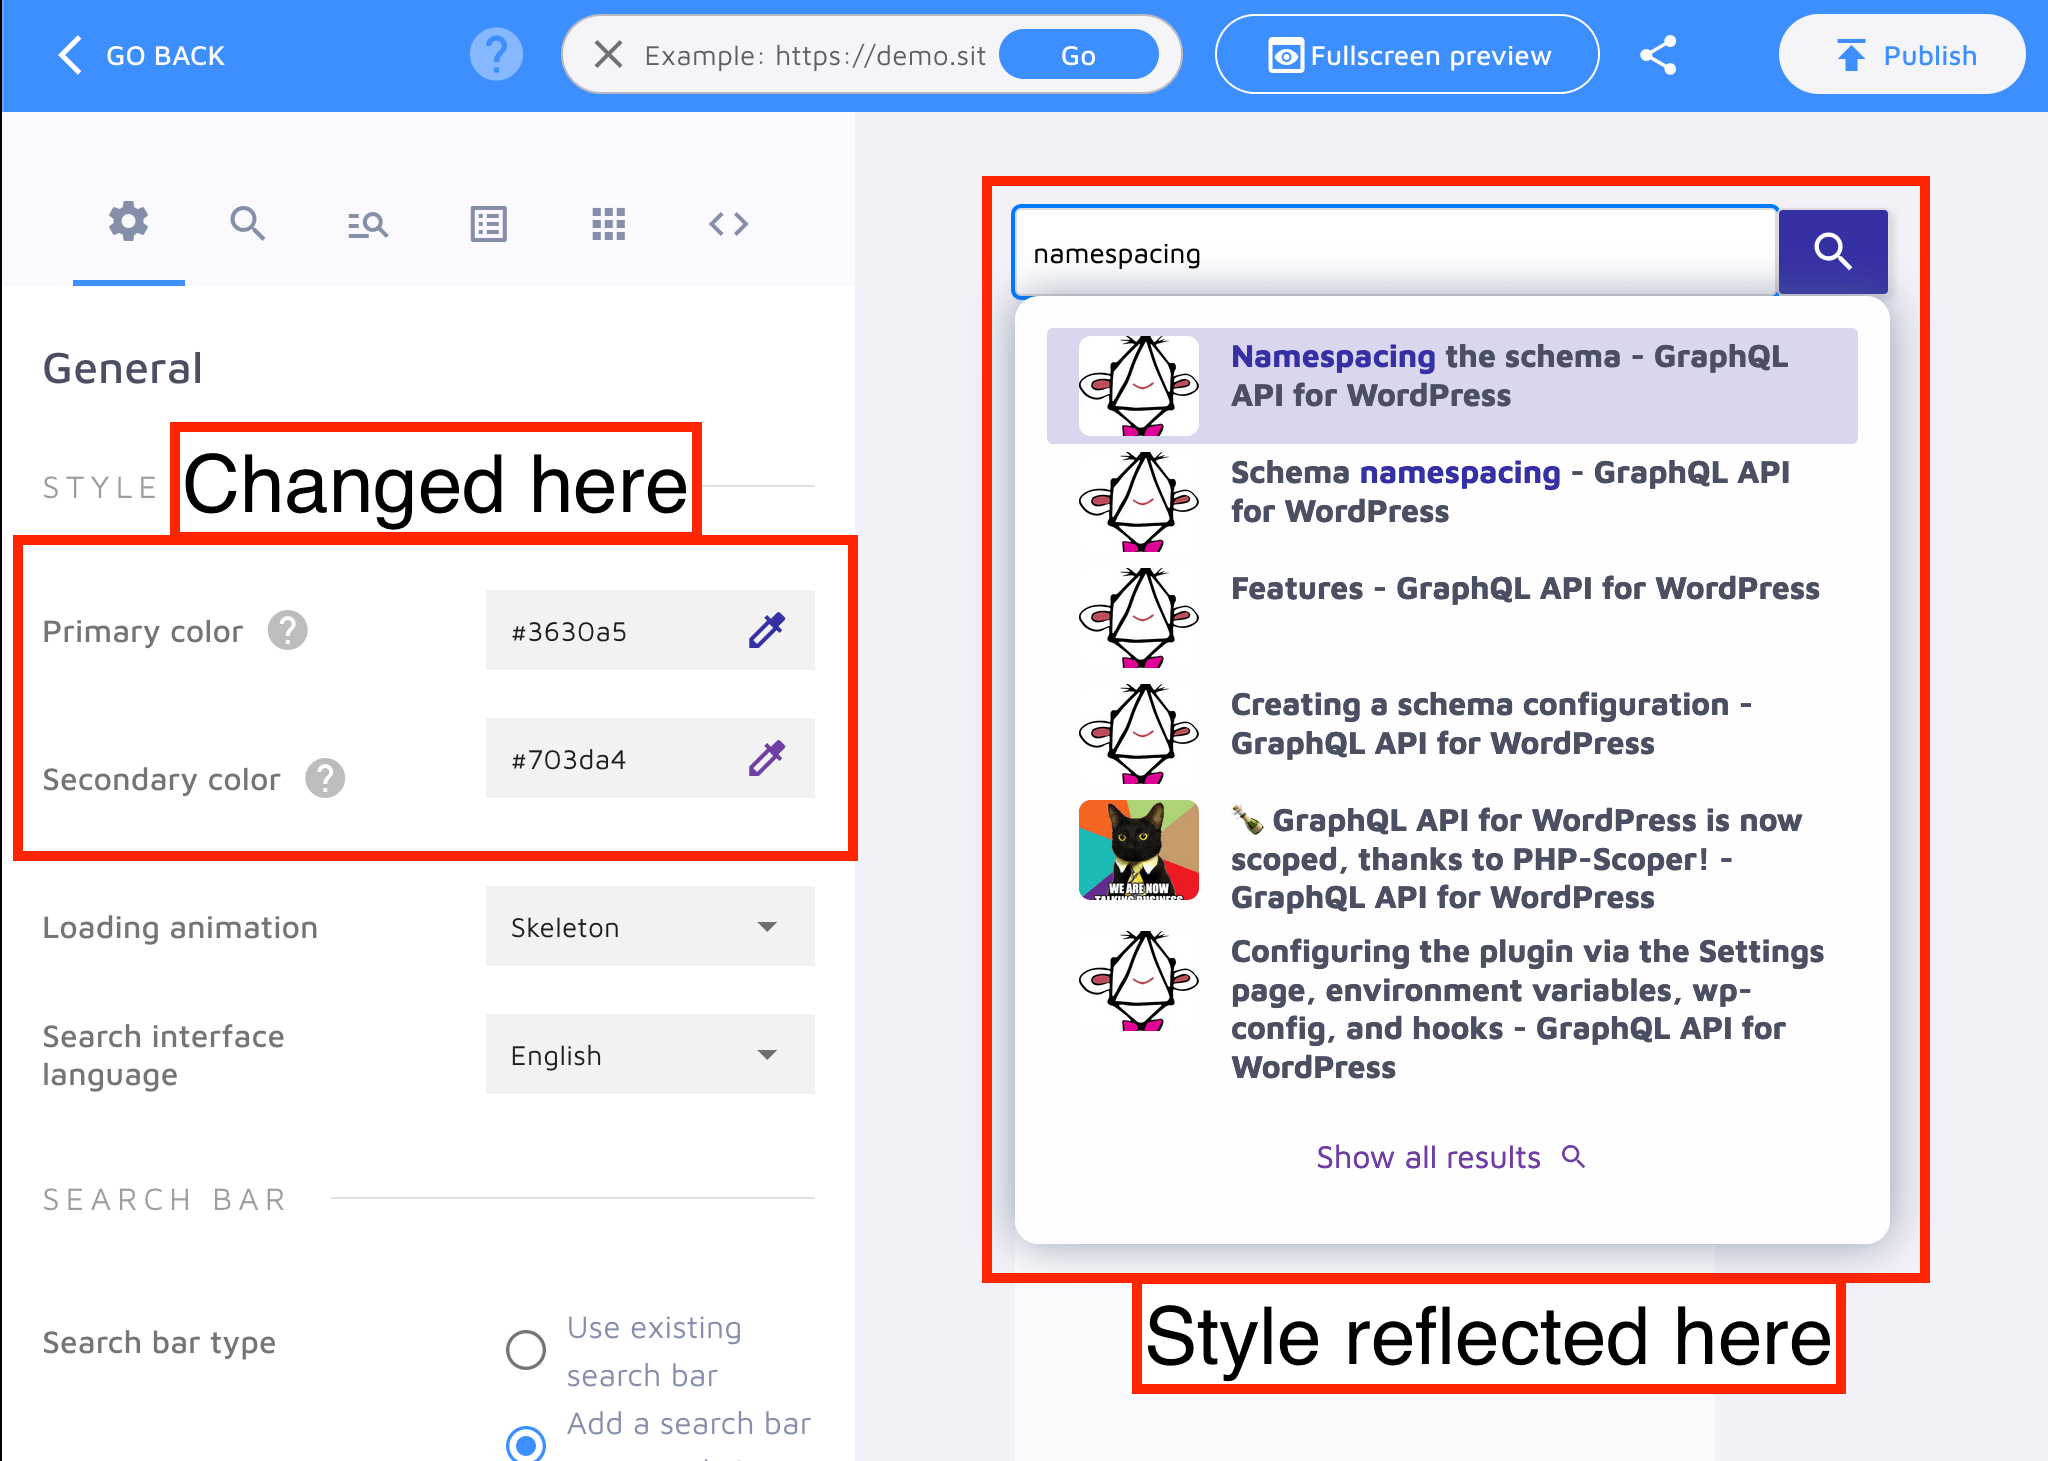 GO BACK
?
Example: https://demo.sit
Go
Fullscreen preview
Publish
General
STYLE
Changed here
Primary color ?
#3630a5
Secondary color ?
#703da4
Loading animation
Skeleton
Search interface
language
English
SEARCH BAR
Search bar type
Use existing
search bar
Add a search bar
namespacing
Namespacing the schema - GraphQL
API for WordPress
Schema namespacing - GraphQL API
for WordPress
Features - GraphQL API for WordPress
Creating a schema configuration -
GraphQL API for WordPress
WE ARE NOW
TALKING BUSINESS
🍾 GraphQL API for WordPress is now
scoped, thanks to PHP-Scoper! -
GraphQL API for WordPress
Configuring the plugin via the Settings
page, environment variables, wp-
config, and hooks - GraphQL API for
WordPress
Show all results
Style reflected here